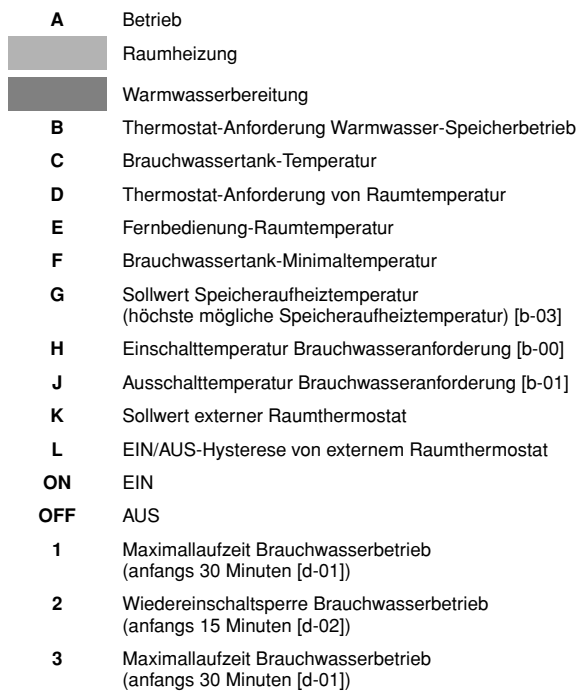 A Betrieb
Raumheizung
Warmwasserbereitung
B Thermostat-Anforderung Warmwasser-Speicherbetrieb
C Brauchwassertank-Temperatur
D Thermostat-Anforderung von Raumtemperatur
E Fernbedienung-Raumtemperatur
F Brauchwassertank-Minimaltemperatur
G Sollwert Speicheraufheiztemperatur
(höchste mögliche Speicheraufheiztemperatur) [b-03]
H Einschalttemperatur Brauchwasseranforderung [b-00]
J Ausschalttemperatur Brauchwasseranforderung [b-01]
K Sollwert externer Raumthermostat
L EIN/AUS-Hysterese von externem Raumthermostat
ON EIN
OFF AUS
1 Maximallaufzeit Brauchwasserbetrieb
(anfangs 30 Minuten [d-01])
2 Wiedereinschaltsperre Brauchwasserbetrieb
(anfangs 15 Minuten [d-02])
3 Maximallaufzeit Brauchwasserbetrieb
(anfangs 30 Minuten [d-01])